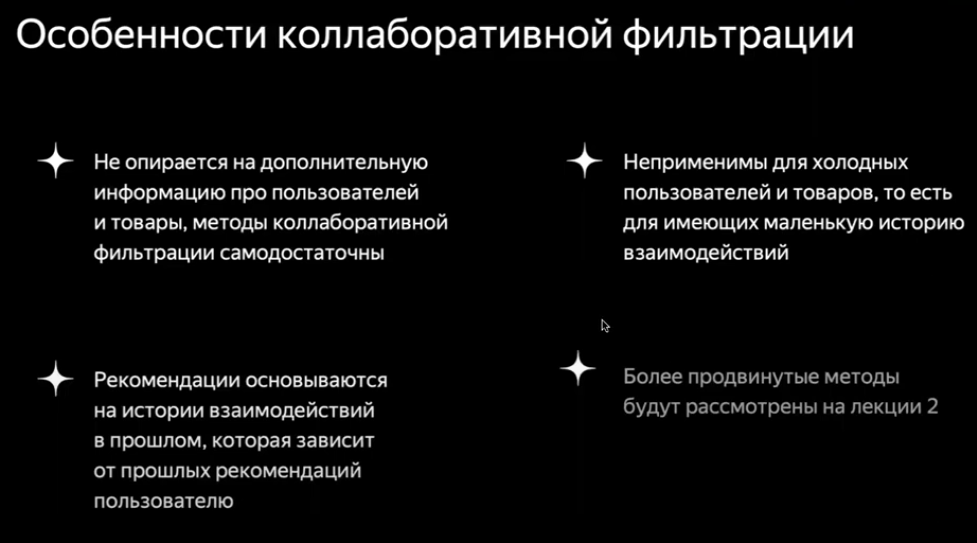 Особенности коллаборативной фильтрации
Не опирается на дополнительную
информацию про пользователей
и товары, методы коллаборативной
фильтрации самодостаточны
Неприменимы для холодных
пользователей и товаров, то есть
для имеющих маленькую историю
взаимодействий
Рекомендации основываются
на истории взаимодействий
в прошлом, которая зависит
от прошлых рекомендаций
пользователю
Более продвинутые методы
будут рассмотрены на лекции 2